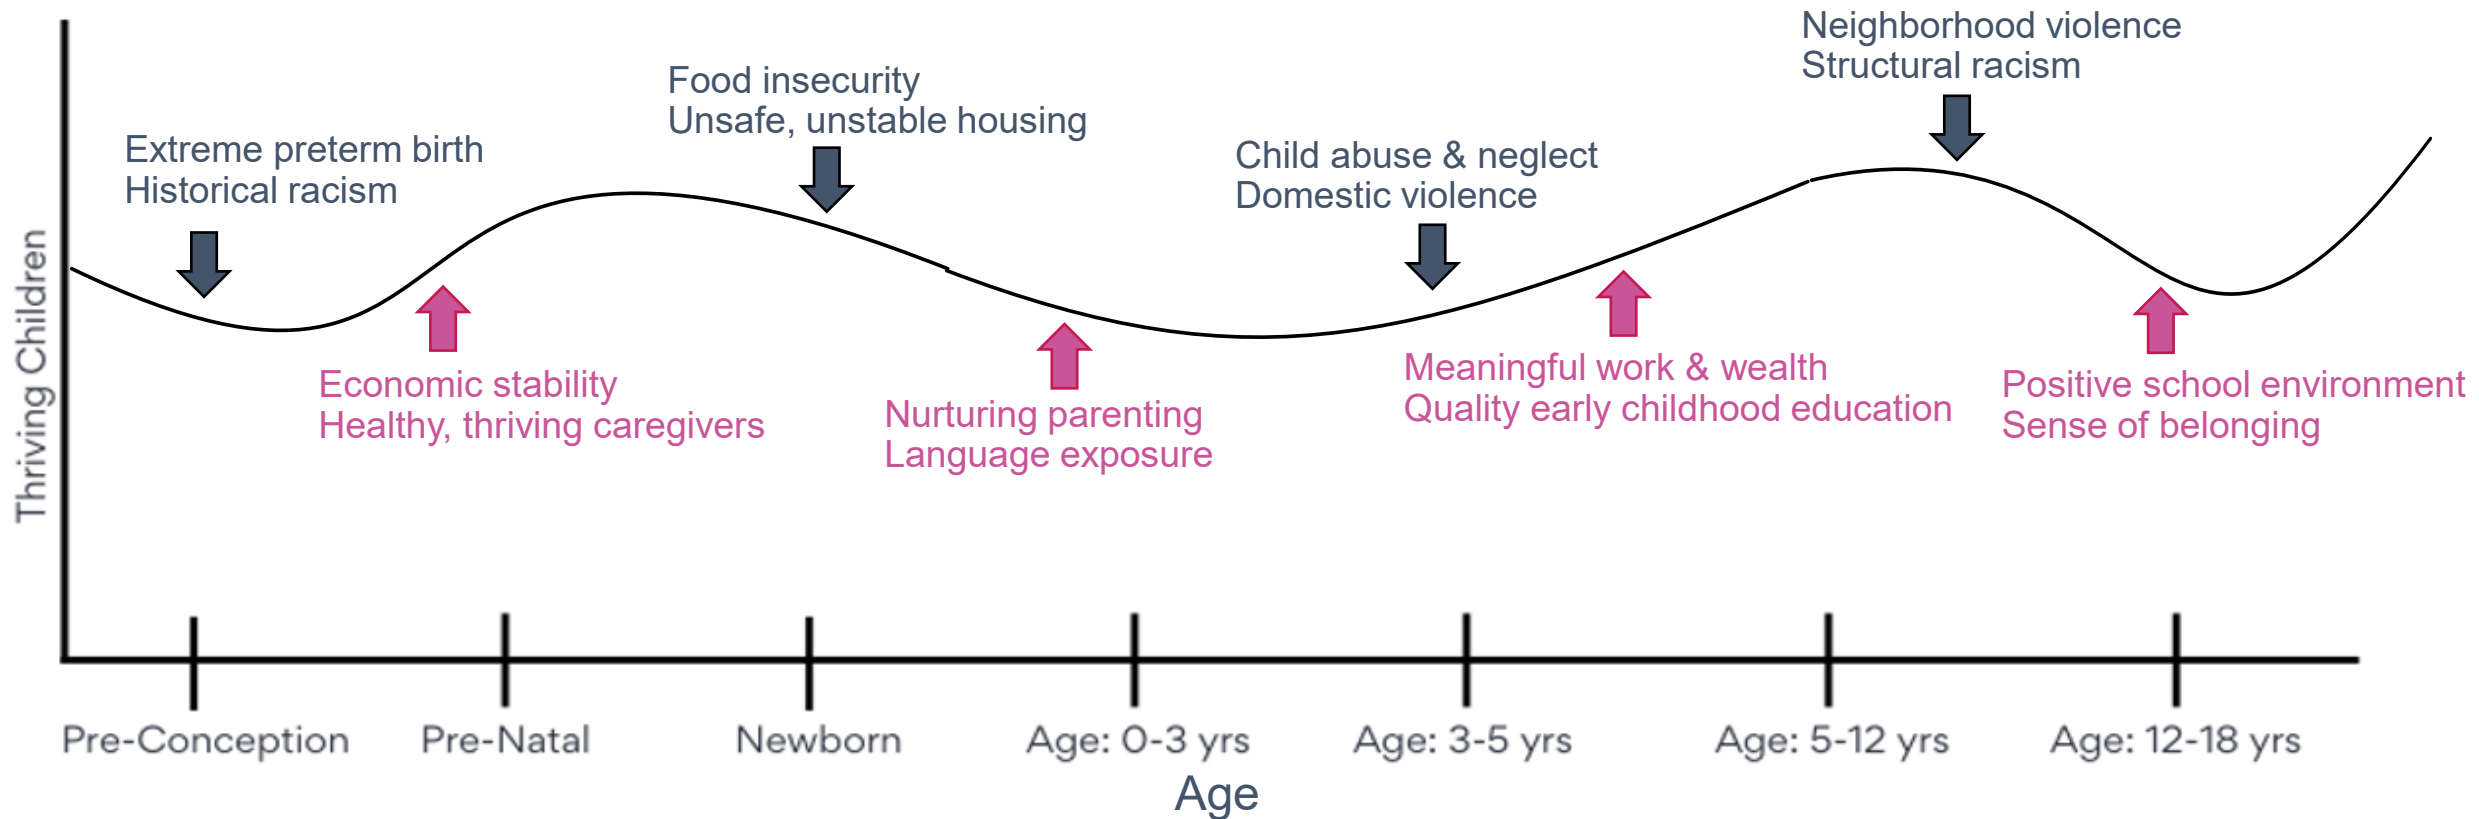 Neighborhood violence
Structural racism
Food insecurity
Unsafe, unstable housing
Extreme preterm birth
Historical racism
Child abuse & neglect
Domestic violence
Thriving Children
Economic stability
Healthy, thriving caregivers
Nurturing parenting
Language exposure
Meaningful work & wealth
Quality early childhood education
Positive school environment
Sense of belonging
Pre-Conception
Pre-Natal
Newborn
Age: 0-3 yrs
Age: 3-5 yrs
Age: 5-12 yrs
Age: 12-18 yrs
Age